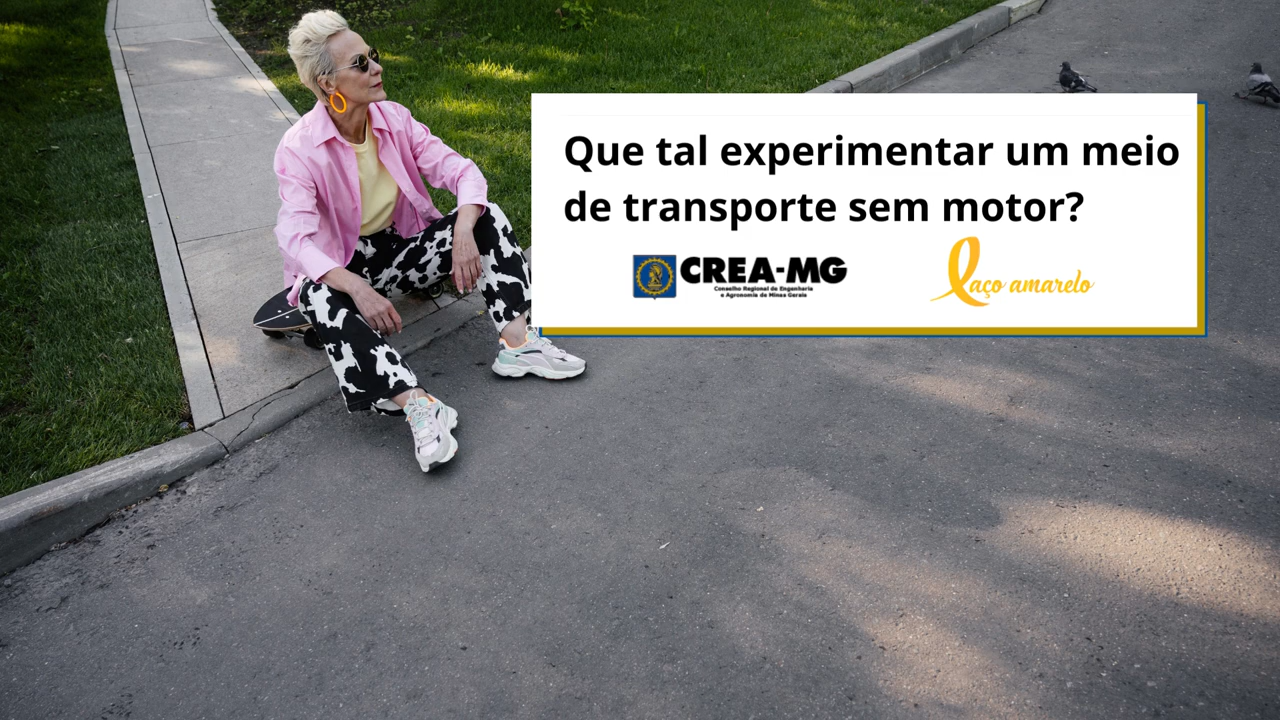 Que tal experimentar um meio
de transporte sem motor?
CREA-MG
Conselho Regional de Engenharia
e Agronomia de Minas Gerais
laço amarelo